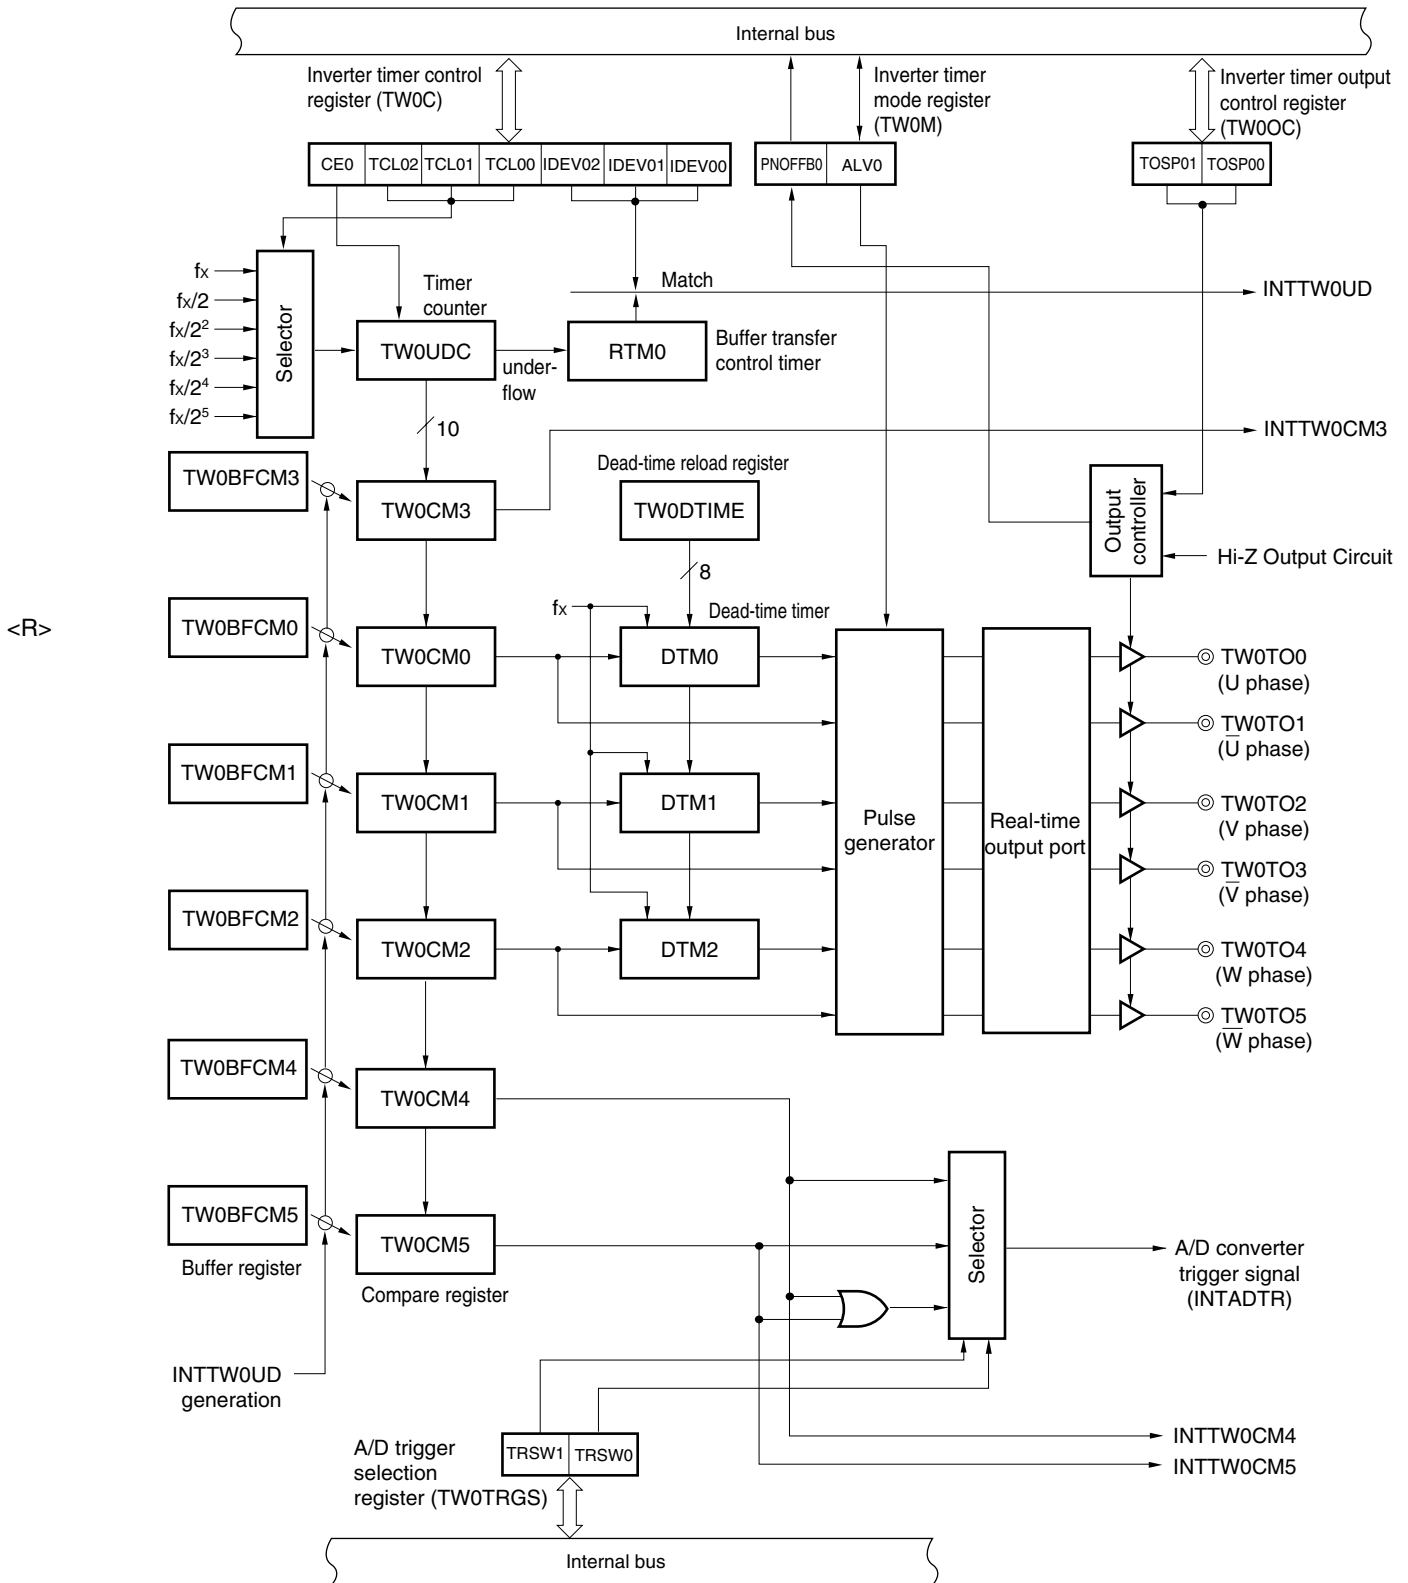 Internal bus
Inverter timer control
register (TW0C)
Inverter timer
mode register
(TW0M)
Inverter timer output
control register
(TW0OC)
CE0 TCL02 TCL01 TCL00 IDEV02 IDEV01 IDEV00
PNOFFB0 ALV0
TOSP01 TOSP00
fx
fx/2
fx/2²
fx/2³
fx/2⁴
fx/2⁵
Selector
Timer
counter
TW0UDC
under-
flow
Match
RTM0
Buffer transfer
control timer
INTTW0UD
10
INTTW0CM3
TW0BFCM3
TW0CM3
Dead-time reload register
TW0DTIME
8
Output
controller
Hi-Z Output Circuit
<R>
fx
Dead-time timer
TW0BFCM0
TW0CM0
DTM0
TW0BFCM1
TW0CM1
DTM1
TW0BFCM2
TW0CM2
DTM2
Pulse
generator
Real-time
output port
TW0TO0
(U phase)
TW0TO1
(U̅ phase)
TW0TO2
(V phase)
TW0TO3
(V̅ phase)
TW0TO4
(W phase)
TW0TO5
(W̅ phase)
TW0BFCM4
TW0CM4
TW0BFCM5
TW0CM5
Buffer register
Compare register
Selector
A/D converter
trigger signal
(INTADTR)
INTTW0UD
generation
A/D trigger
selection
register (TW0TRGS)
TRSW1 TRSW0
INTTW0CM4
INTTW0CM5
Internal bus